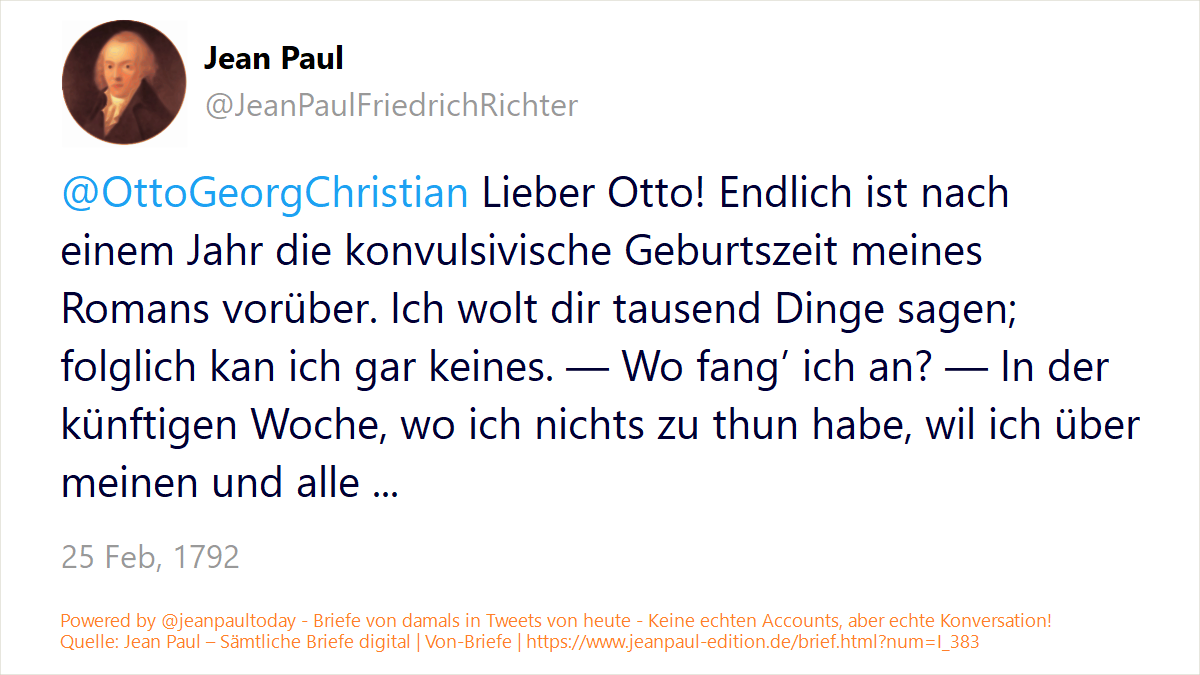 Jean Paul
@JeanPaulFriedrichRichter
@OttoGeorgChristian Lieber Otto! Endlich ist nach
einem Jahr die konvulsivische Geburtszeit meines
Romans vorüber. Ich wolt dir tausend Dinge sagen;
folglich kan ich gar keines. — Wo fang’ ich an? — In der
künftigen Woche, wo ich nichts zu thun habe, wil ich über
meinen und alle ...
25 Feb, 1792
Powered by @jeanpaultoday - Briefe von damals in Tweets von heute - Keine echten Accounts, aber echte Konversation!
Quelle: Jean Paul – Sämtliche Briefe digital | Von-Briefe | https://www.jeanpaul-edition.de/brief.html?num=I_383